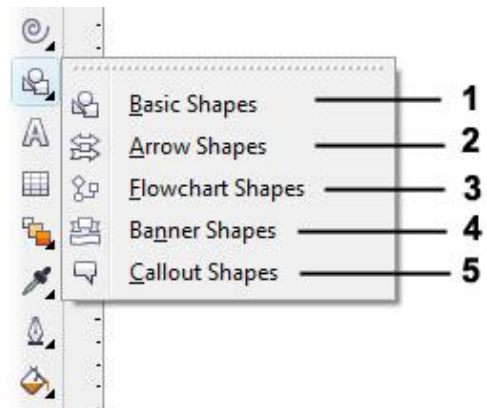 Basic Shapes 1
Arrow Shapes 2
Flowchart Shapes 3
Banner Shapes 4
Callout Shapes 5